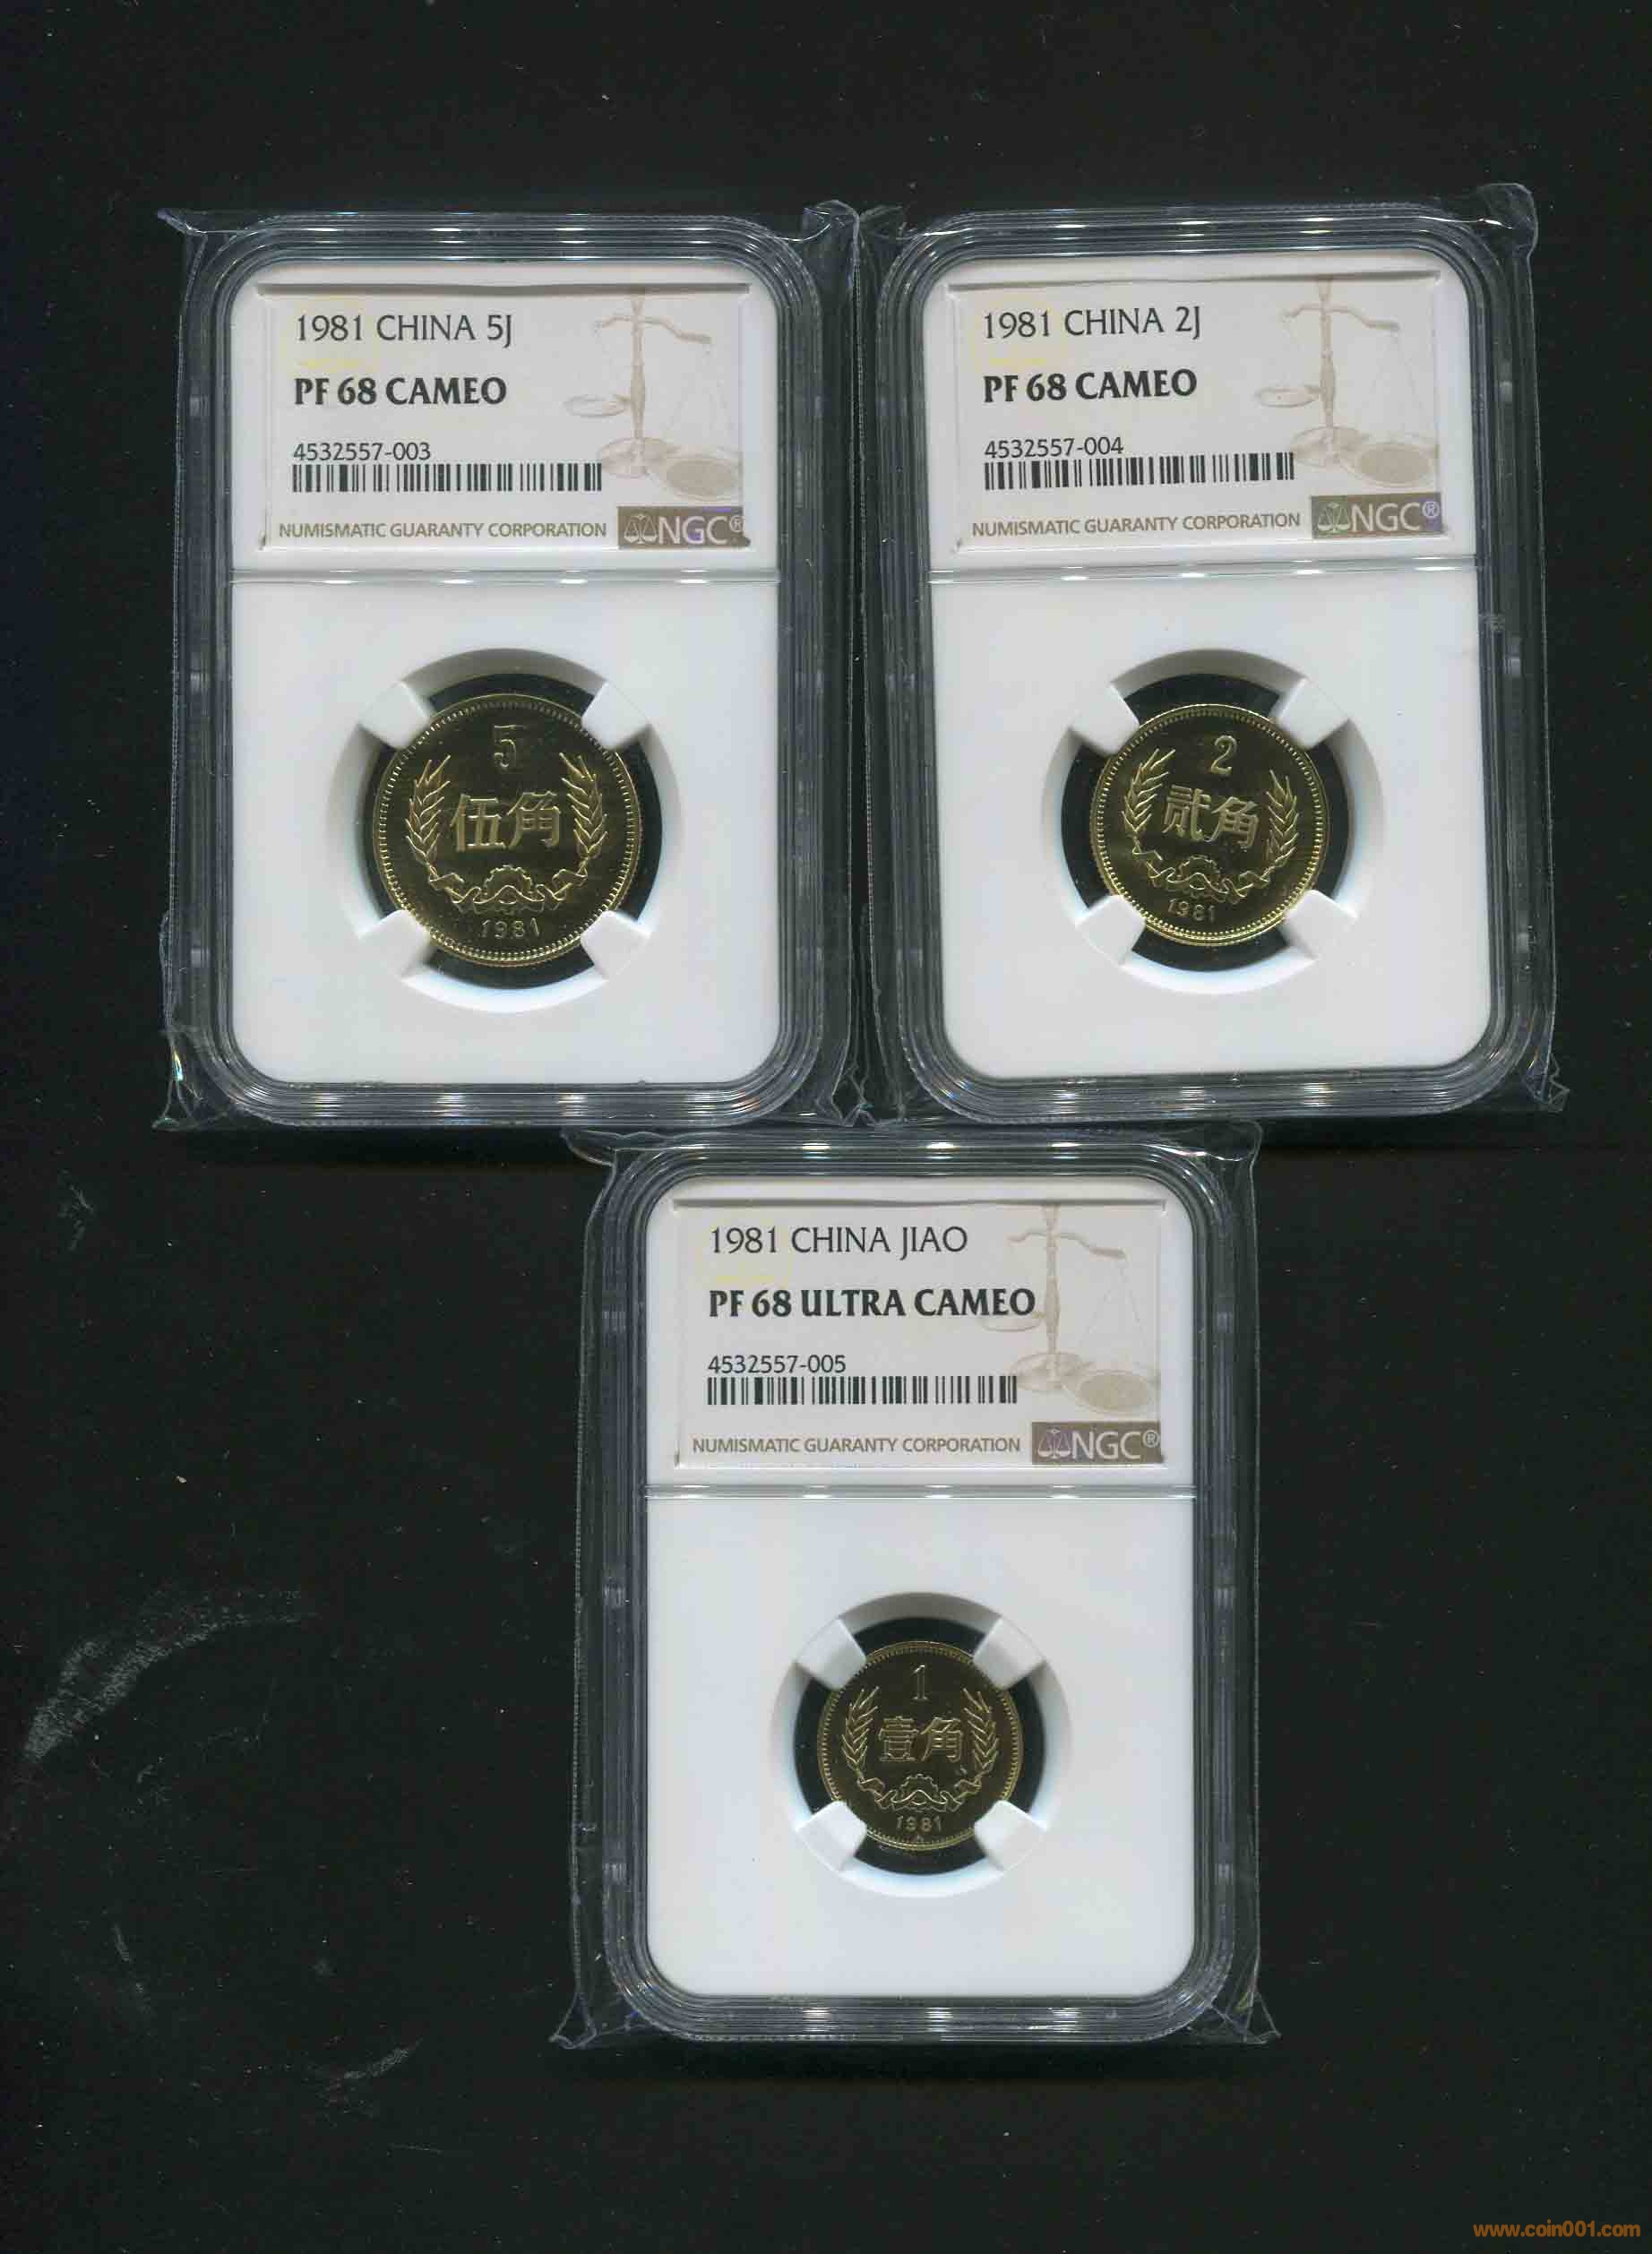 1981 CHINA 5J
PF 68 CAMEO
4532557-003
NUMISMATIC GUARANTY CORPORATION NGC®
5
伍角
1981
1981 CHINA 2J
PF 68 CAMEO
4532557-004
NUMISMATIC GUARANTY CORPORATION NGC®
2
贰角
1981
1981 CHINA JIAO
PF 68 ULTRA CAMEO
4532557-005
NUMISMATIC GUARANTY CORPORATION NGC®
1
壹角
1981
www.coin001.com